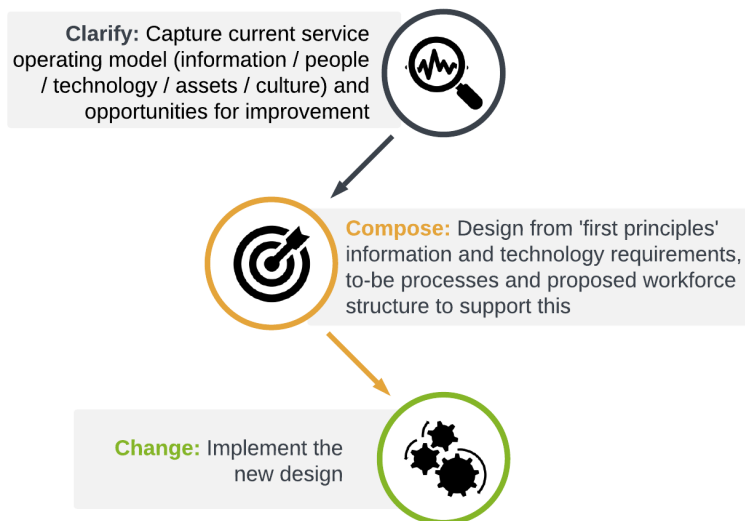 Clarify: Capture current service
operating model (information / people
/ technology / assets / culture) and
opportunities for improvement
Compose: Design from 'first principles'
information and technology requirements,
to-be processes and proposed workforce
structure to support this
Change: Implement the
new design